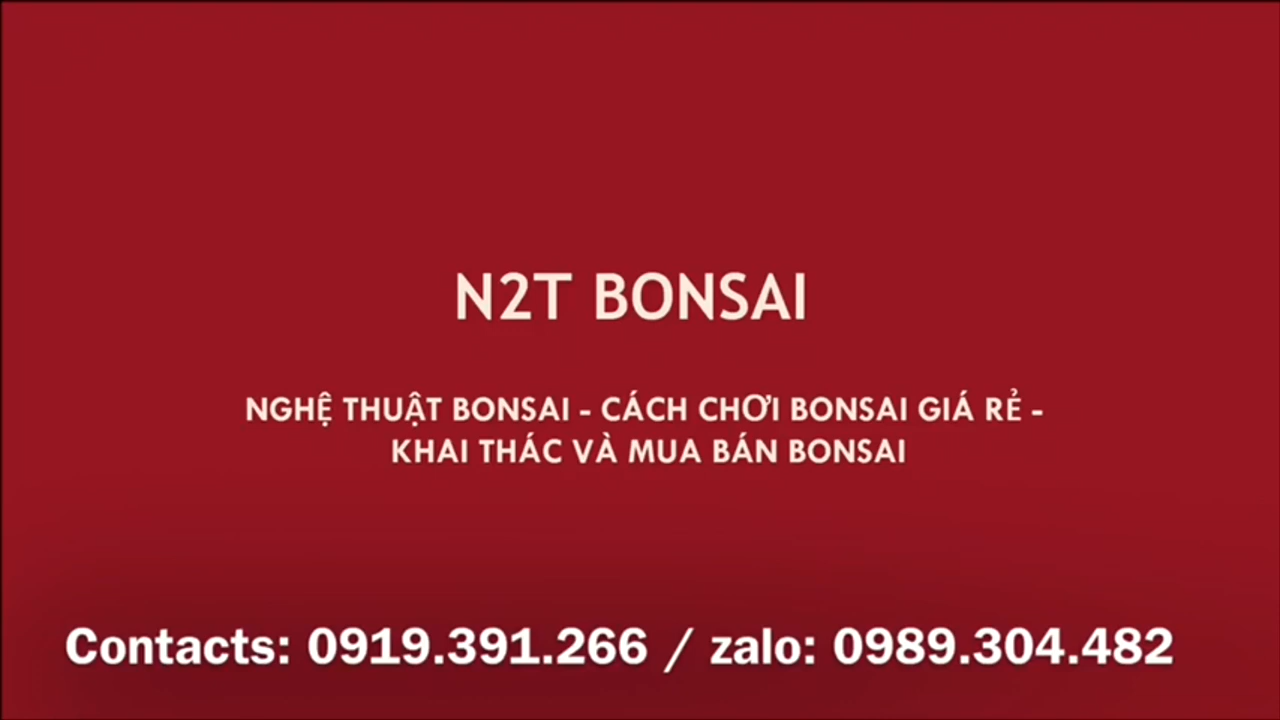 N2T BONSAI
NGHỆ THUẬT BONSAI - CÁCH CHƠI BONSAI GIÁ RẺ -
KHAI THÁC VÀ MUA BÁN BONSAI
Contacts: 0919.391.266 / zalo: 0989.304.482